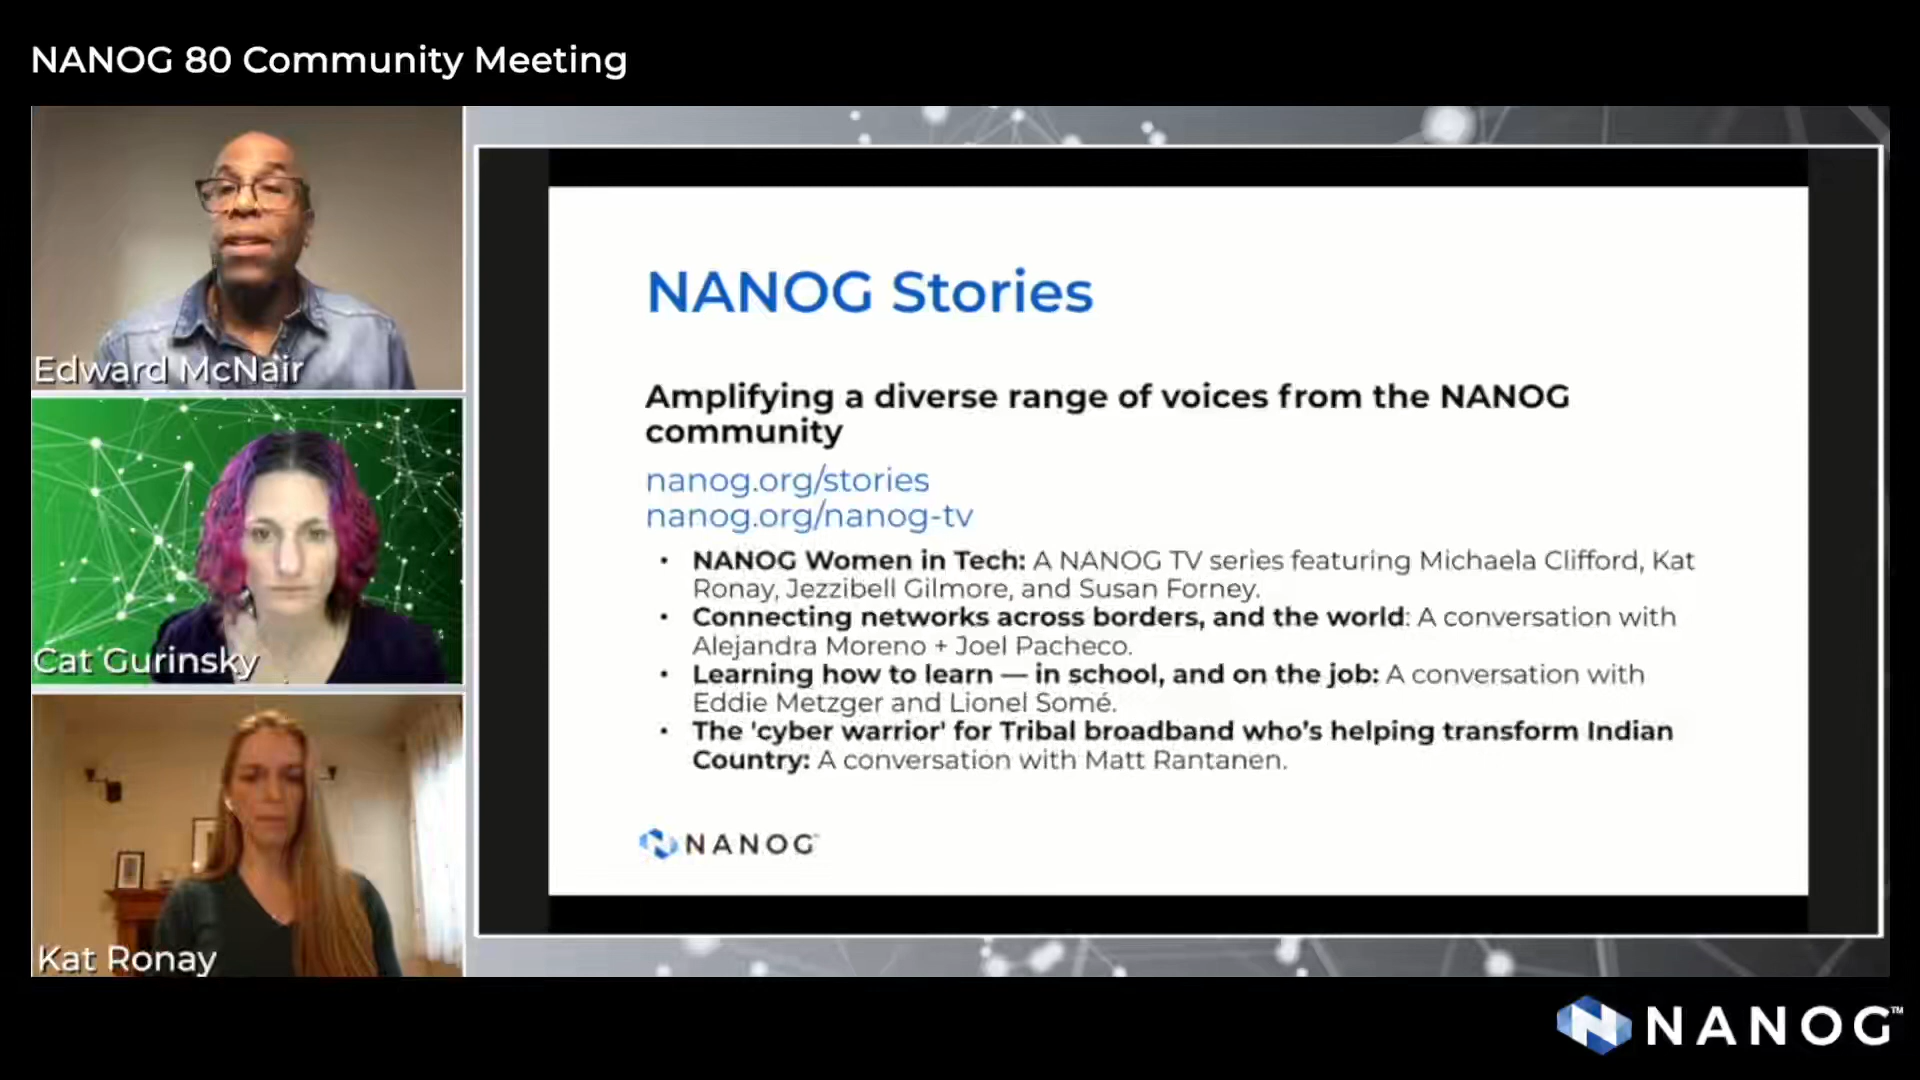 NANOG 80 Community Meeting
Edward McNair
Cat Gurinsky
Kat Ronay
NANOG Stories
Amplifying a diverse range of voices from the NANOG
community
nanog.org/stories
nanog.org/nanog-tv
• NANOG Women in Tech: A NANOG TV series featuring Michaela Clifford, Kat
Ronay, Jezzibell Gilmore, and Susan Forney.
• Connecting networks across borders, and the world: A conversation with
Alejandra Moreno + Joel Pacheco.
• Learning how to learn — in school, and on the job: A conversation with
Eddie Metzger and Lionel Somé.
• The 'cyber warrior' for Tribal broadband who's helping transform Indian
Country: A conversation with Matt Rantanen.
NANOG™
NANOG™